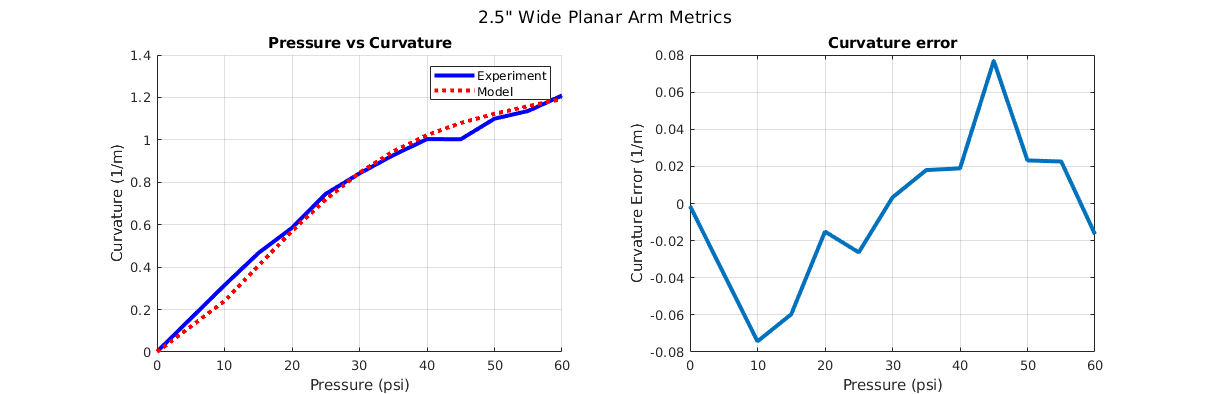 2.5" Wide Planar Arm Metrics
Pressure vs Curvature
1.4
1.2
1
0.8
0.6
0.4
0.2
0
Curvature (1/m)
0 10 20 30 40 50 60
Pressure (psi)
Experiment
Model
Curvature error
0.08
0.06
0.04
0.02
0
-0.02
-0.04
-0.06
-0.08
Curvature Error (1/m)
0 10 20 30 40 50 60
Pressure (psi)